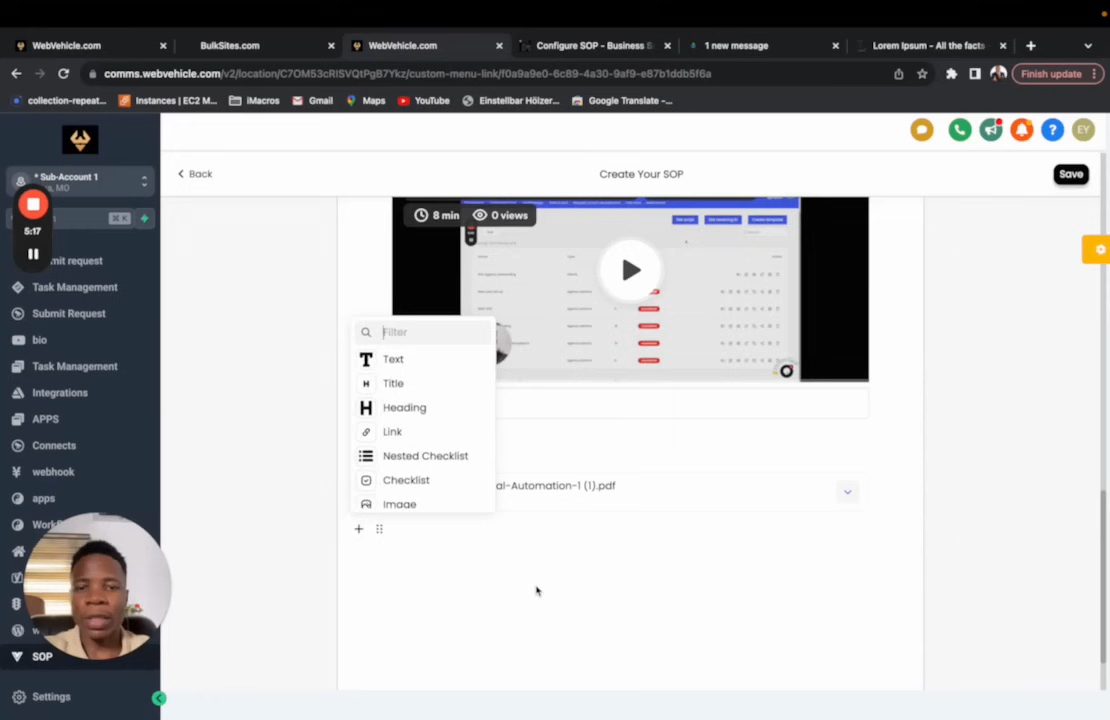 WebVehicle.com
BulkSites.com
WebVehicle.com
Configure SOP - Business S
1 new message
Lorem Ipsum - All the facts
comms.webvehicle.com/v2/location/C7OM53cRISVQtPgB7Ykz/custom-menu-link/f0a9a9e0-6c89-4a30-9af9-e87b1ddb5f6a
Finish update
collection-repeat...
Instances | EC2 M...
iMacros
Gmail
Maps
YouTube
Einstellbar Hölzer...
Google Translate -...
EY
* Sub-Account 1
, MO
Back
Create Your SOP
Save
⌘ K
5:17
8 min
0 views
mit request
Task Management
Submit Request
bio
Task Management
Integrations
APPS
Connects
webhook
apps
Work
SOP
Settings
Filter
Text
Title
Heading
Link
Nested Checklist
Checklist
Image
al-Automation-1 (1).pdf